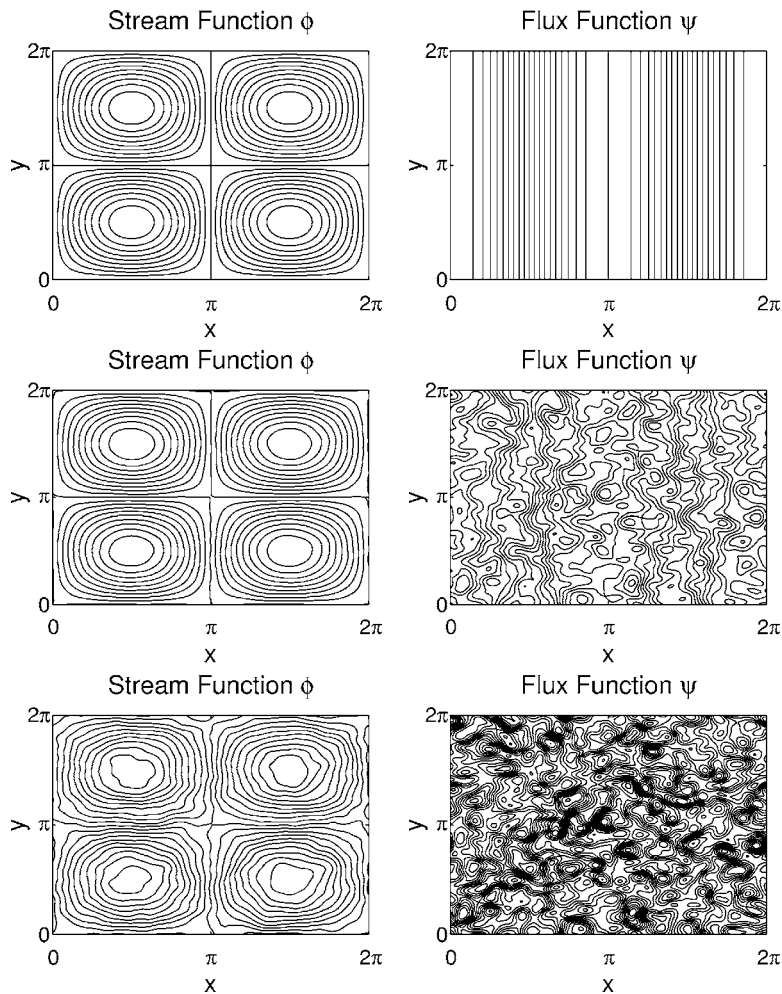 Stream Function ϕ
Flux Function ψ
2π
y π
0
0 π 2π
x
2π
y π
0
0 π 2π
x
Stream Function ϕ
Flux Function ψ
2π
y π
0
0 π 2π
x
2π
y π
0
0 π 2π
x
Stream Function ϕ
Flux Function ψ
2π
y π
0
0 π 2π
x
2π
y π
0
0 π 2π
x